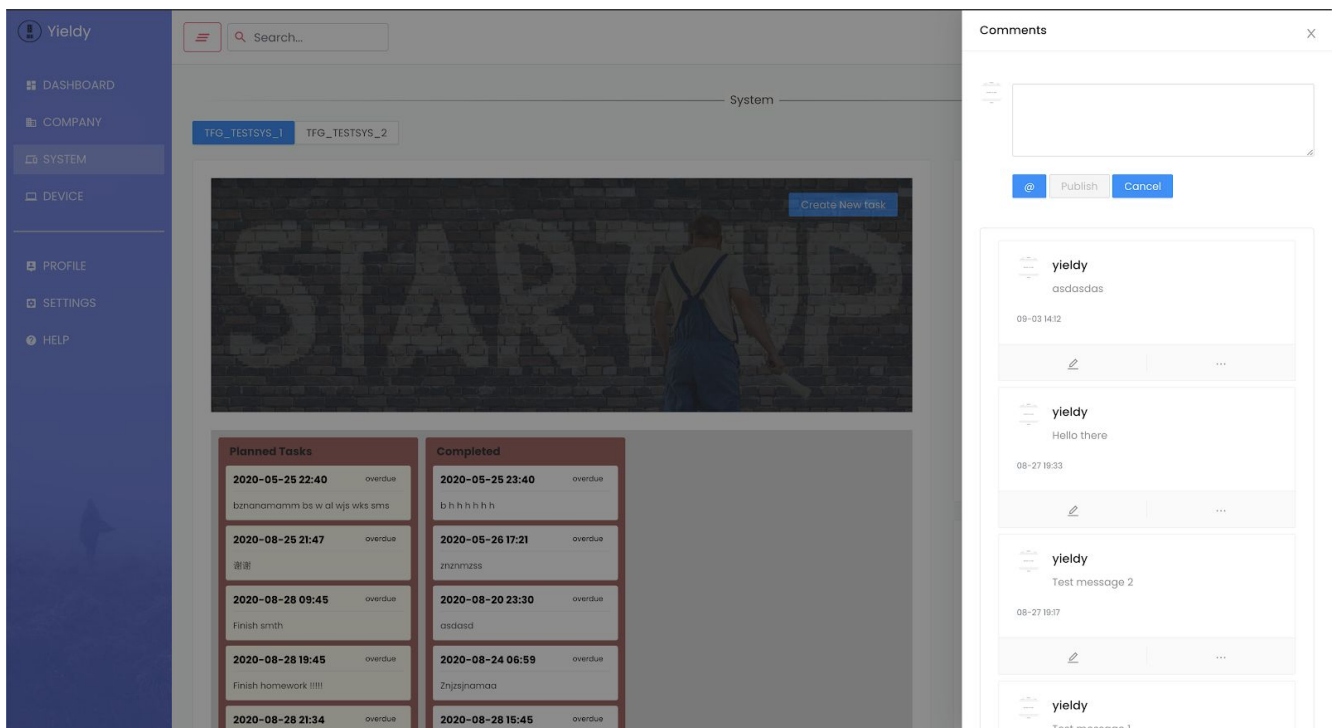 Yieldy
Search...
Comments
X
DASHBOARD
COMPANY
SYSTEM
DEVICE
PROFILE
SETTINGS
HELP
System
TFG_TESTSYS_1 TFG_TESTSYS_2
Create New task
START UP
Planned Tasks
2020-05-25 22:40 overdue
bznanamamm bs w al wjs wks sms
2020-08-25 21:47 overdue
谢谢
2020-08-28 09:45 overdue
Finish smth
2020-08-28 19:45 overdue
Finish homework !!!!!
2020-08-28 21:34 overdue
Completed
2020-05-25 23:40 overdue
b h h h h h h
2020-05-26 17:21 overdue
znznmzss
2020-08-20 23:30 overdue
asdasd
2020-08-24 06:59 overdue
Znjzsjnamaa
2020-08-28 15:45 overdue
@ Publish Cancel
yieldy
asdasdas
09-03 14:12
...
yieldy
Hello there
08-27 19:33
...
yieldy
Test message 2
08-27 19:17
...
yieldy
Test message 1